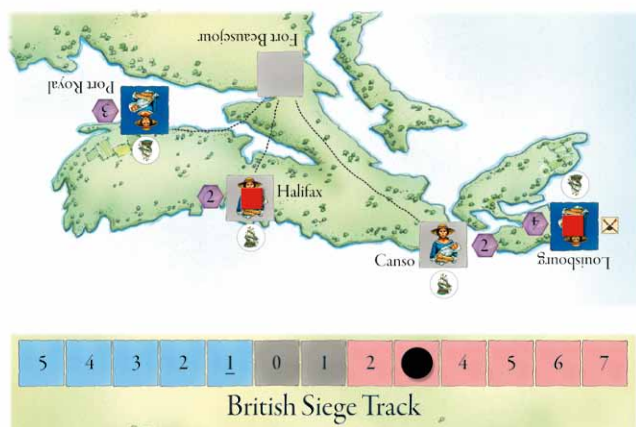 Fort Beausejour
Port Royal
3
2
Halifax
Canso
2
4
Louisbourg
5 4 3 2 1 0 1 2 4 5 6 7
British Siege Track